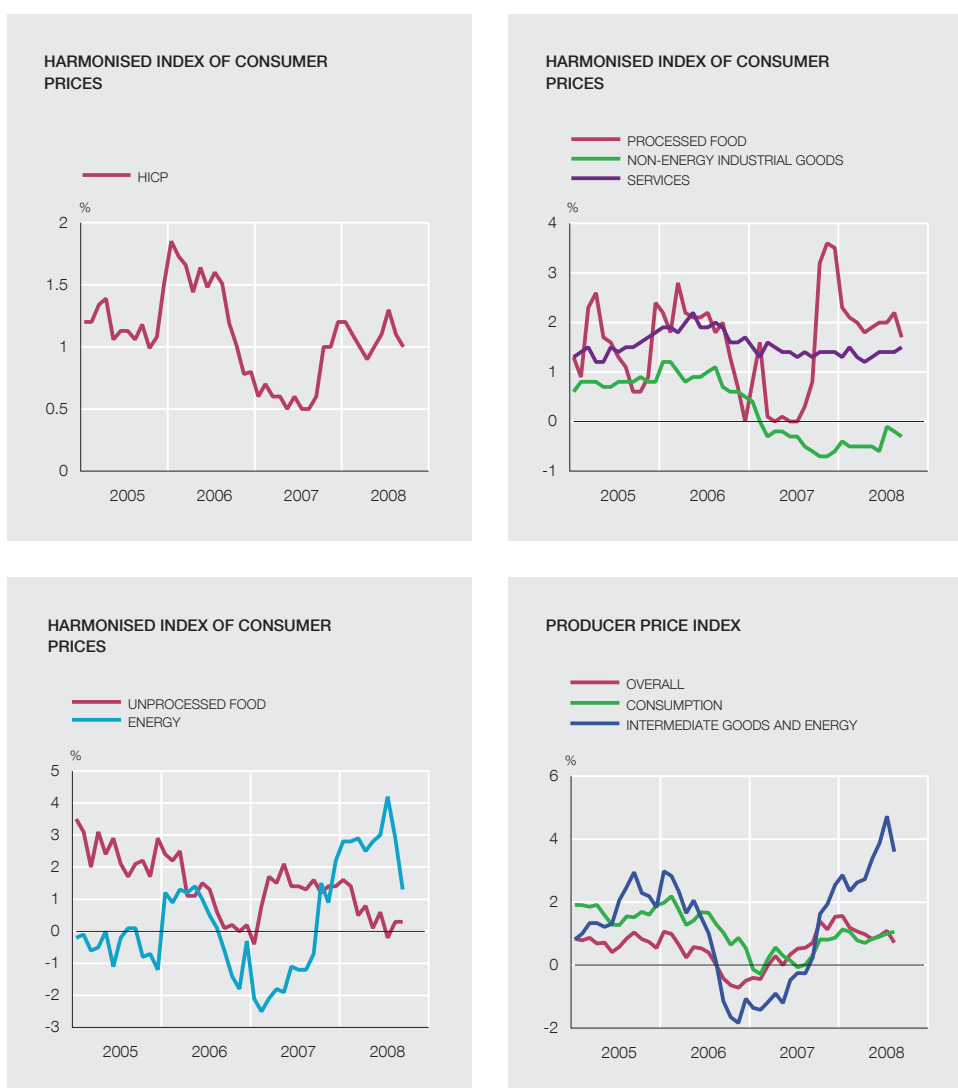 HARMONISED INDEX OF CONSUMER
PRICES
HICP
%
2
1.5
1
0.5
0
2005 2006 2007 2008
HARMONISED INDEX OF CONSUMER
PRICES
PROCESSED FOOD
NON-ENERGY INDUSTRIAL GOODS
SERVICES
%
4
3
2
1
0
-1
2005 2006 2007 2008
HARMONISED INDEX OF CONSUMER
PRICES
UNPROCESSED FOOD
ENERGY
%
5
4
3
2
1
0
-1
-2
-3
2005 2006 2007 2008
PRODUCER PRICE INDEX
OVERALL
CONSUMPTION
INTERMEDIATE GOODS AND ENERGY
%
6
4
2
0
-2
2005 2006 2007 2008